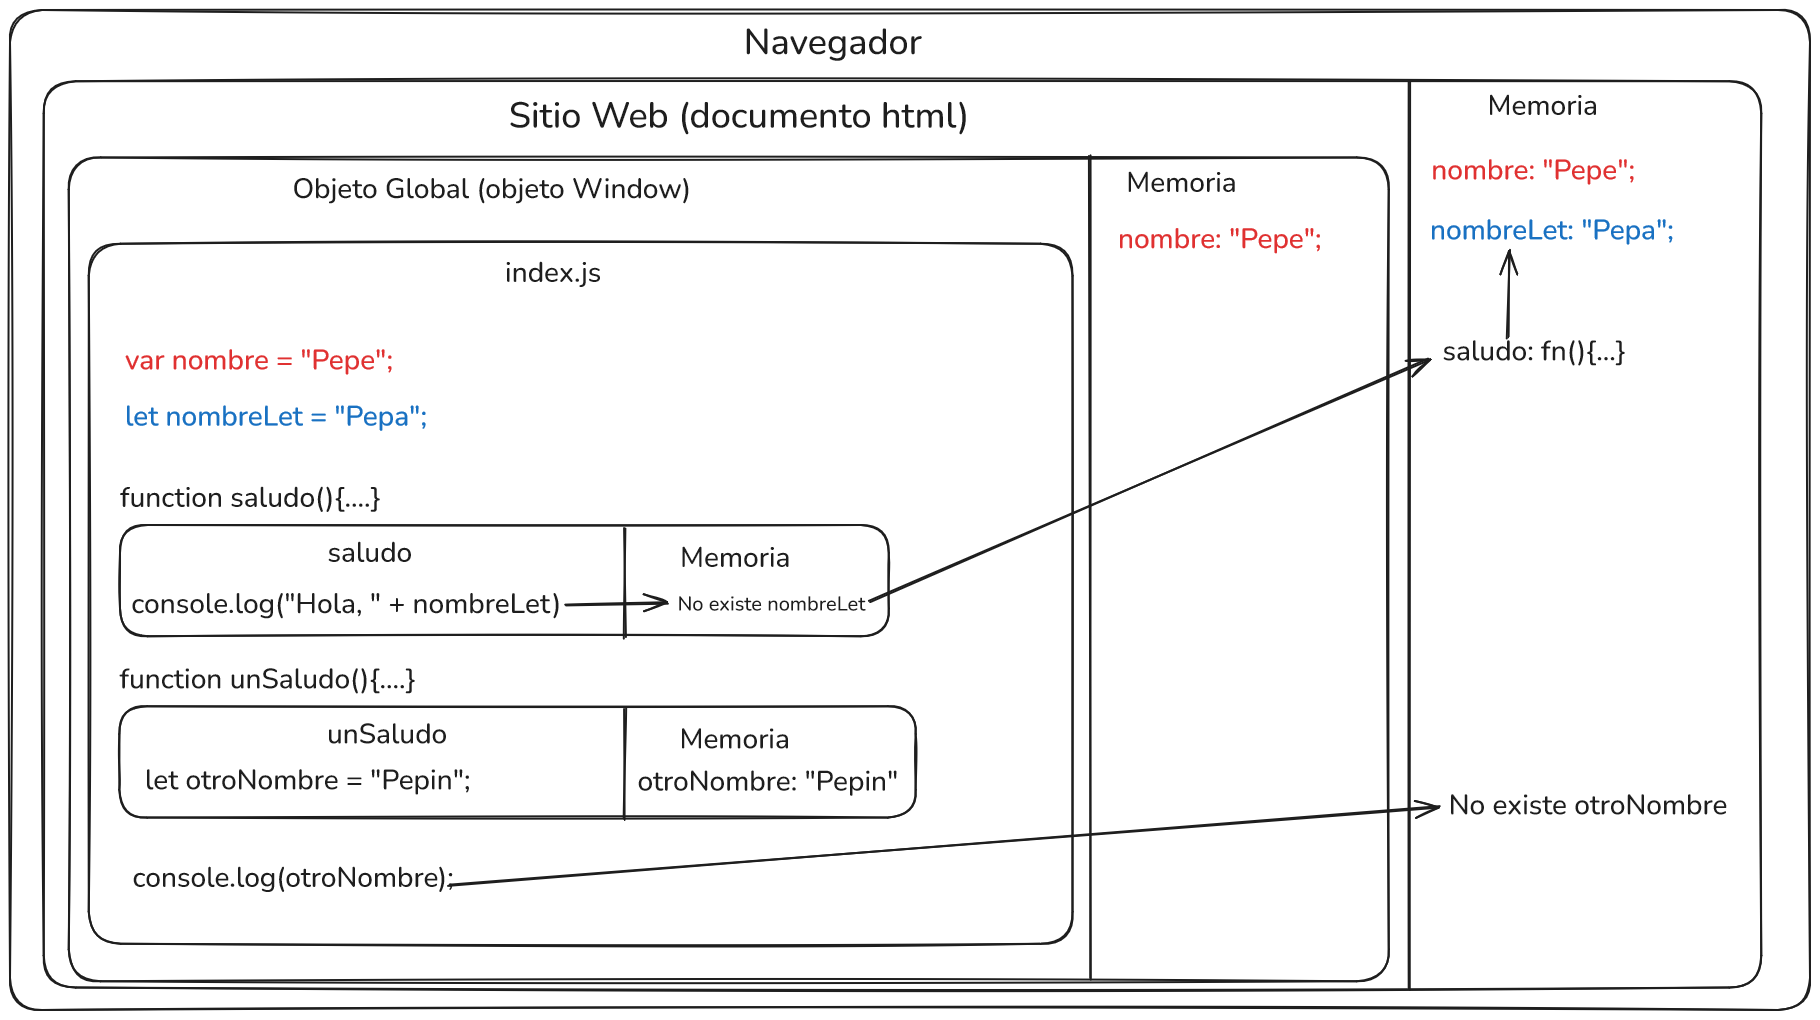 Navegador
Sitio Web (documento html)
Memoria
nombre: "Pepe";
nombreLet: "Pepa";
saludo: fn(){...}
No existe otroNombre
Objeto Global (objeto Window)
Memoria
nombre: "Pepe";
index.js
var nombre = "Pepe";
let nombreLet = "Pepa";
function saludo(){....}
saludo
Memoria
console.log("Hola, " + nombreLet)
No existe nombreLet
function unSaludo(){....}
unSaludo
Memoria
let otroNombre = "Pepin";
otroNombre: "Pepin"
console.log(otroNombre);